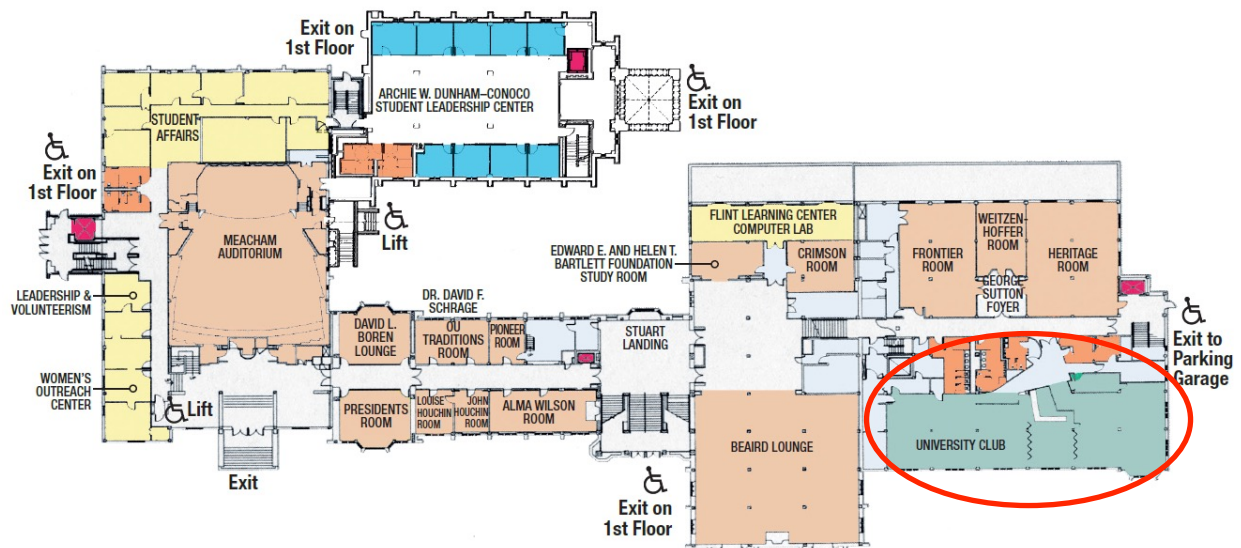 Exit on
1st Floor
ARCHIE W. DUNHAM–CONOCO
STUDENT LEADERSHIP CENTER
Exit on
1st Floor
STUDENT
AFFAIRS
Exit on
1st Floor
Lift
MEACHAM
AUDITORIUM
LEADERSHIP &
VOLUNTEERISM
WOMEN'S
OUTREACH
CENTER
Lift
Exit
DAVID L.
BOREN
LOUNGE
DR. DAVID F.
SCHRAGE
OU
TRADITIONS
ROOM
PIONEER
ROOM
PRESIDENTS
ROOM
LOUISE
HOUCHIN
ROOM
JOHN
HOUCHIN
ROOM
ALMA WILSON
ROOM
STUART
LANDING
Exit on
1st Floor
EDWARD E. AND HELEN T.
BARTLETT FOUNDATION
STUDY ROOM
FLINT LEARNING CENTER
COMPUTER LAB
CRIMSON
ROOM
BEAIRD LOUNGE
FRONTIER
ROOM
WEITZEN-
HOFFER
ROOM
HERITAGE
ROOM
GEORGE
SUTTON
FOYER
Exit to
Parking
Garage
UNIVERSITY CLUB